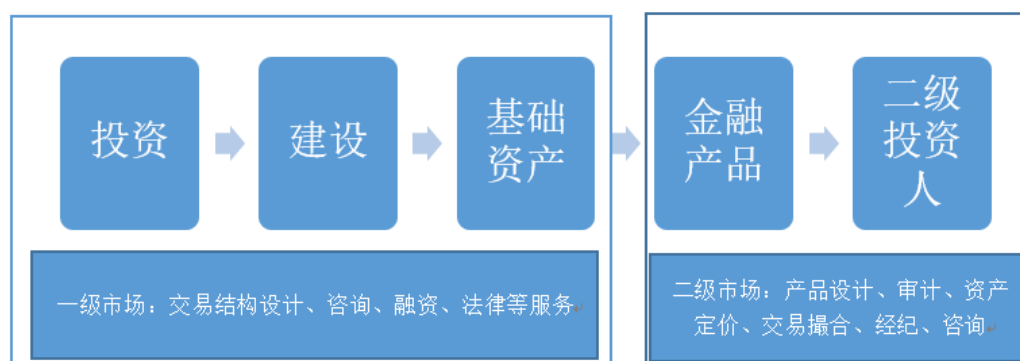 投资
建设
基础
资产
金融
产品
二级
投资
人
一级市场：交易结构设计、咨询、融资、法律等服务
二级市场：产品设计、审计、资产
定价、交易撮合、经纪、咨询